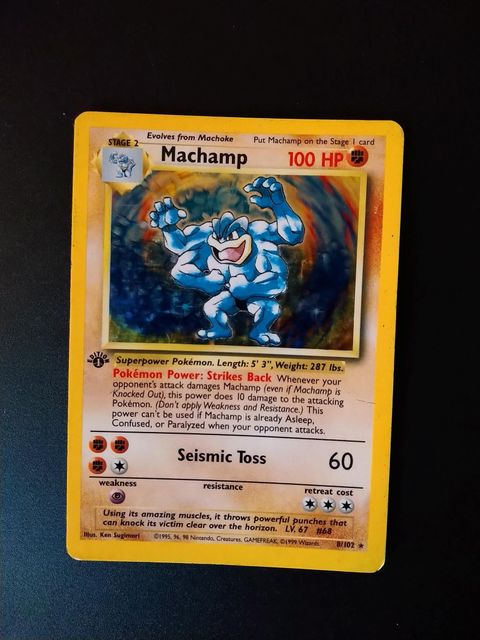 Evolves from Machoke
Put Machamp on the Stage 1 card
STAGE 2
Machamp
100 HP
EDITION
1
Superpower Pokémon. Length: 5' 3", Weight: 287 lbs.
Pokémon Power: Strikes Back Whenever your
opponent's attack damages Machamp (even if Machamp is
Knocked Out), this power does 10 damage to the attacking
Pokémon. (Don't apply Weakness and Resistance.) This
power can't be used if Machamp is already Asleep,
Confused, or Paralyzed when your opponent attacks.
Seismic Toss
60
weakness
resistance
retreat cost
Using its amazing muscles, it throws powerful punches that
can knock its victim clear over the horizon. LV. 67 #68
Illus. Ken Sugimori
©1995, 96, 98 Nintendo, Creatures, GAMEFREAK. ©1999 Wizards.
8/102